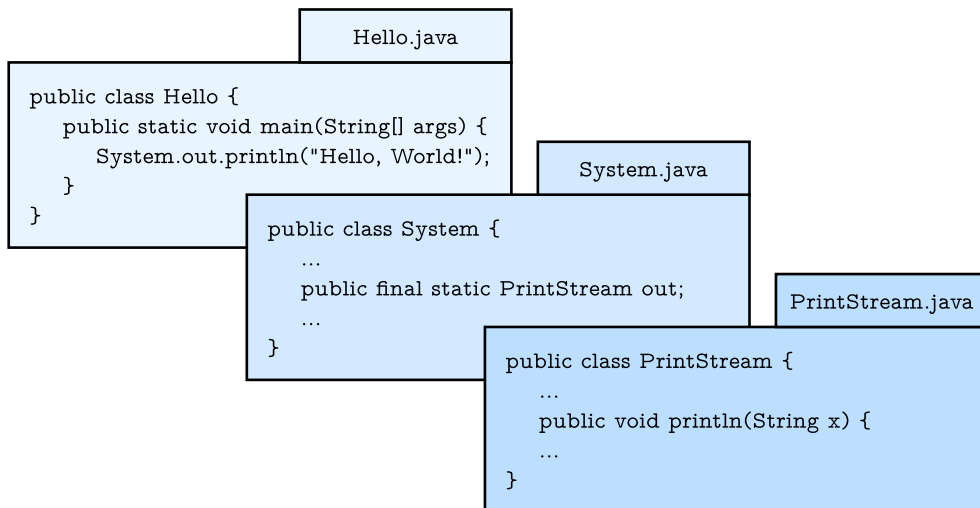 Hello.java
public class Hello {
public static void main(String[] args) {
System.out.println("Hello, World!");
}
}
System.java
public class System {
...
public final static PrintStream out;
...
}
PrintStream.java
public class PrintStream {
...
public void println(String x) {
...
}